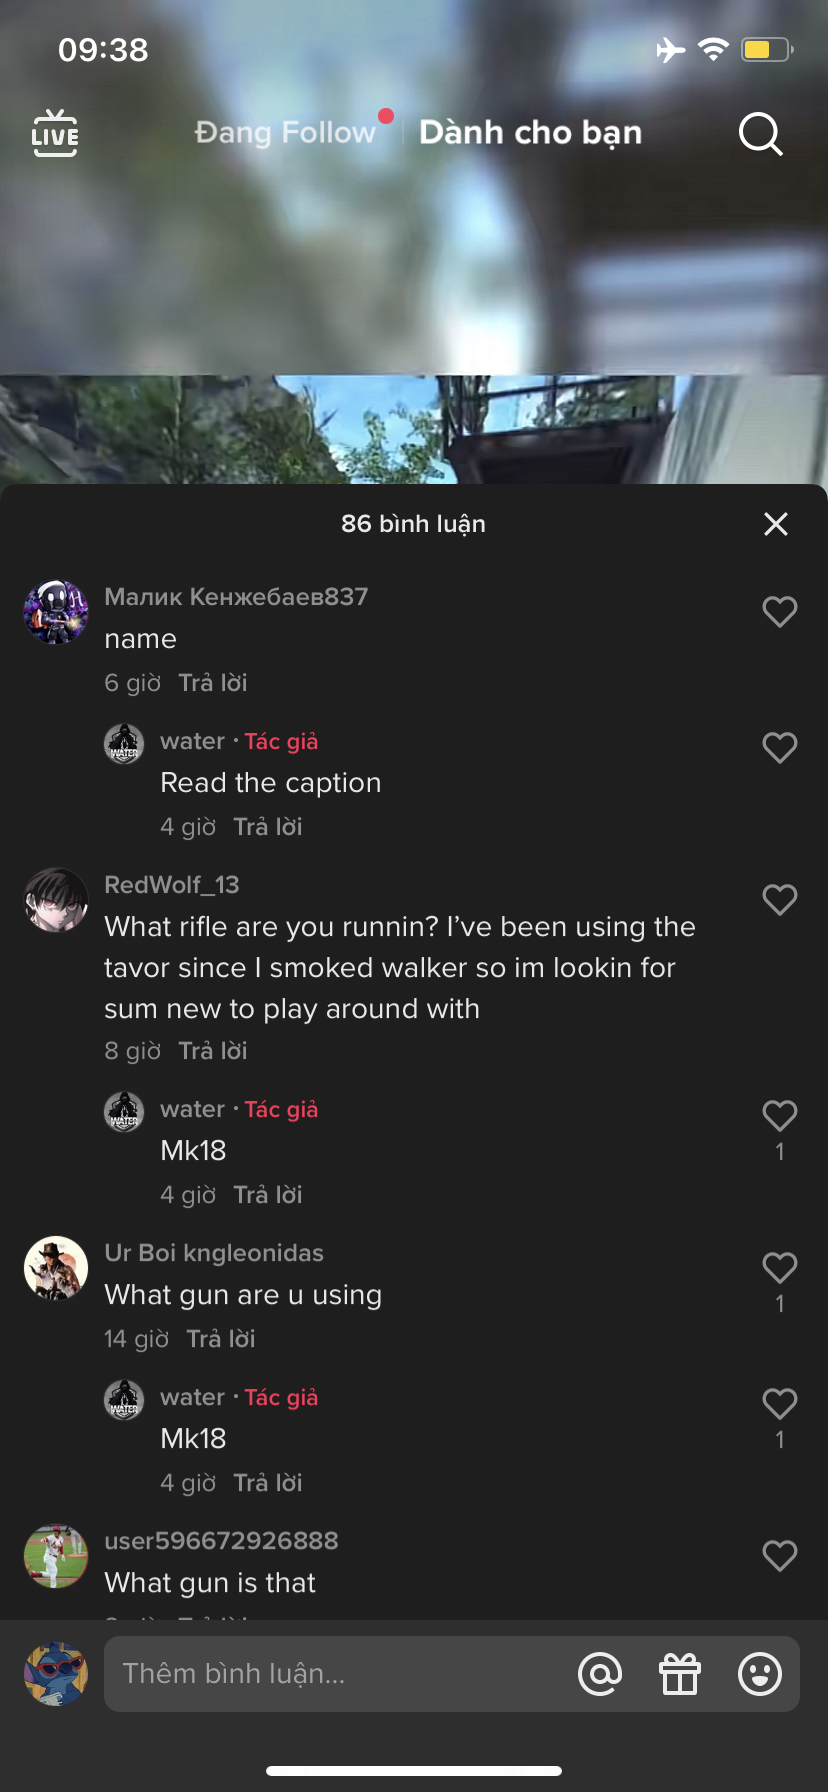 09:38
LIVE
Đang Follow
Dành cho bạn
86 bình luận
Малик Кенжебаев837
name
6 giờ Trả lời
water · Tác giả
Read the caption
4 giờ Trả lời
RedWolf_13
What rifle are you runnin? I’ve been using the
tavor since I smoked walker so im lookin for
sum new to play around with
8 giờ Trả lời
water · Tác giả
Mk18
4 giờ Trả lời
1
Ur Boi kngleonidas
What gun are u using
14 giờ Trả lời
1
water · Tác giả
Mk18
4 giờ Trả lời
1
user596672926888
What gun is that
Thêm bình luận...